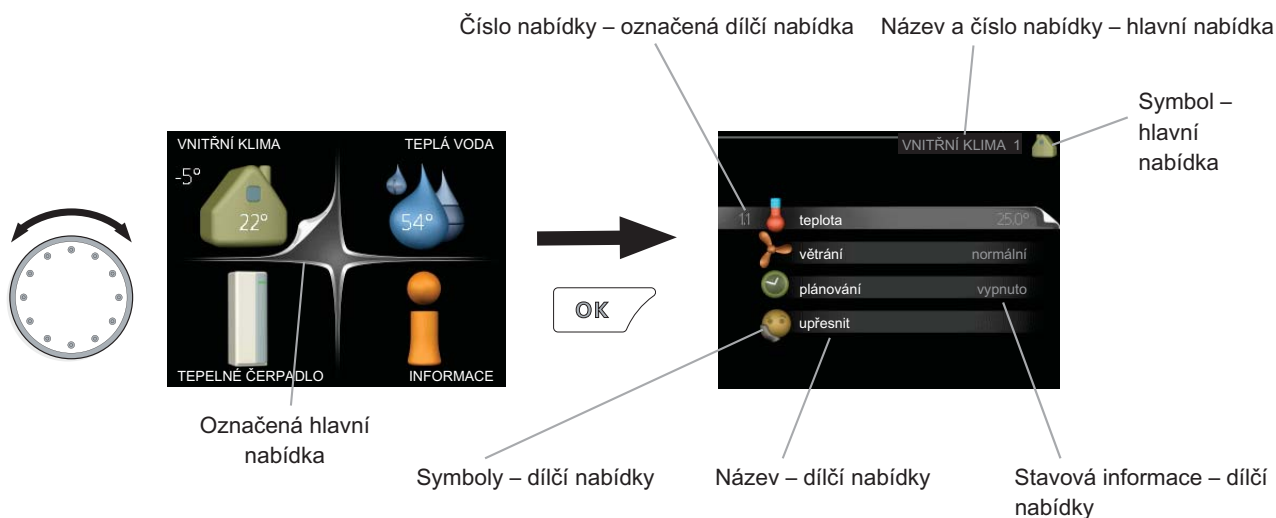 Číslo nabídky – označená dílčí nabídka
Název a číslo nabídky – hlavní nabídka
Symbol –
hlavní
nabídka
VNITŘNÍ KLIMA
TEPLÁ VODA
-5°
22°
54°
TEPELNÉ ČERPADLO
INFORMACE
OK
VNITŘNÍ KLIMA 1
1.1 teplota 25.0°
větrání normální
plánování vypnuto
upřesnit
Označená hlavní
nabídka
Symboly – dílčí nabídky
Název – dílčí nabídky
Stavová informace – dílčí
nabídky